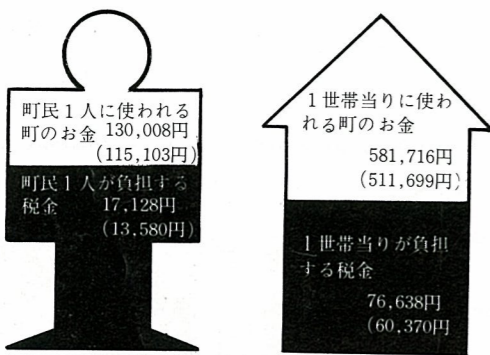 町民1人に使われる
町のお金 130,008円
(115,103円)
町民1人が負担する
税金 17,128円
(13,580円)
1世帯当りに使わ
れる町のお金
581,716円
(511,699円)
1世帯当りが負担
する税金
76,638円
(60,370円